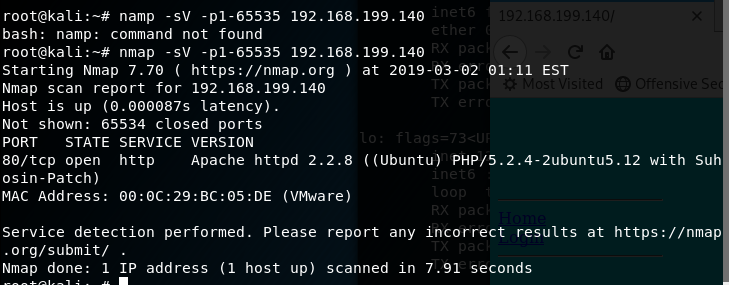 root@kali:~# namp -sV -p1-65535 192.168.199.140
bash: namp: command not found
root@kali:~# nmap -sV -p1-65535 192.168.199.140
Starting Nmap 7.70 ( https://nmap.org ) at 2019-03-02 01:11 EST
Nmap scan report for 192.168.199.140
Host is up (0.000087s latency).
Not shown: 65534 closed ports
PORT   STATE SERVICE VERSION
80/tcp open  http    Apache httpd 2.2.8 ((Ubuntu) PHP/5.2.4-2ubuntu5.12 with Suh
osin-Patch)
MAC Address: 00:0C:29:BC:05:DE (VMware)
Service detection performed. Please report any incorrect results at https://nmap
.org/submit/ .
Nmap done: 1 IP address (1 host up) scanned in 7.91 seconds
root@kali:~#
inet6
ether
RX pack
TX pack
TX erro
lo: flags=73<UP
loop
RX pack
TX pack
192.168.199.140/
Most Visited
Offensive Sec
Home
Login